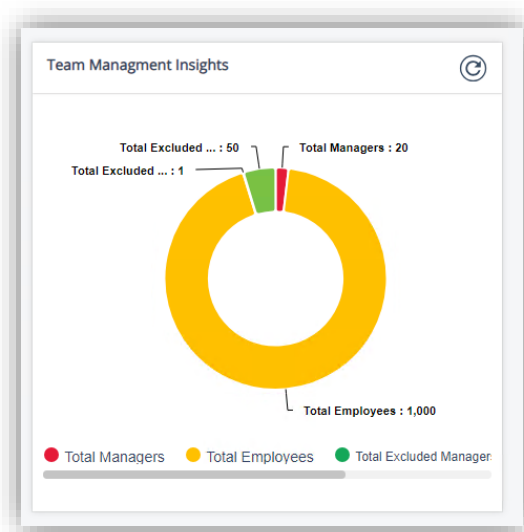 Team Managment Insights
Total Excluded ... : 50
Total Managers : 20
Total Excluded ... : 1
Total Employees : 1,000
Total Managers
Total Employees
Total Excluded Manager